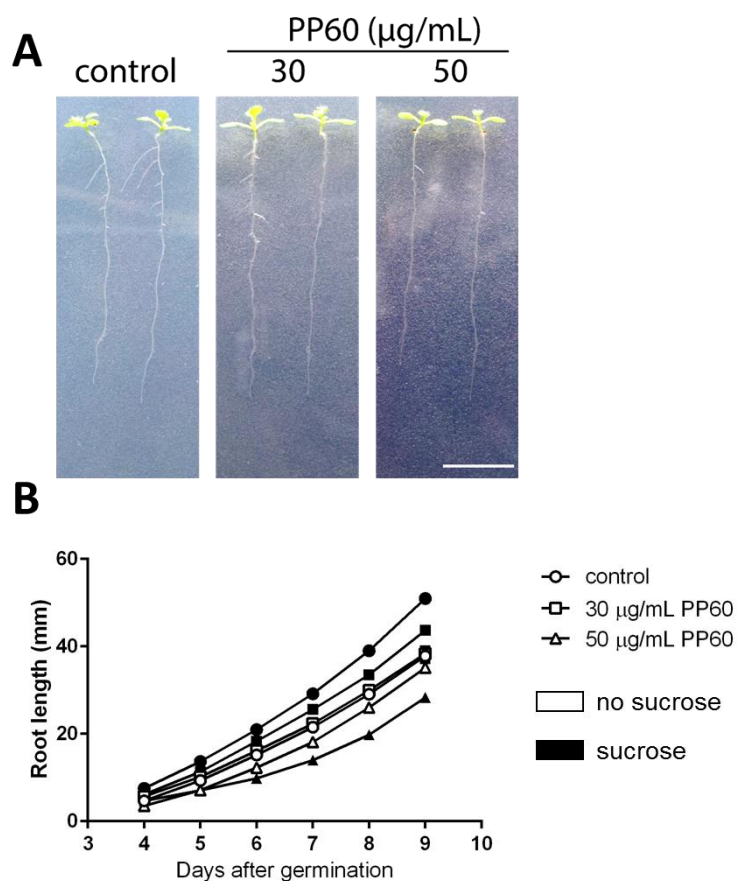 A
PP60 (µg/mL)
control 30 50
B
60
40
20
0
Root length (mm)
3 4 5 6 7 8 9 10
Days after germination
control
30 µg/mL PP60
50 µg/mL PP60
no sucrose
sucrose